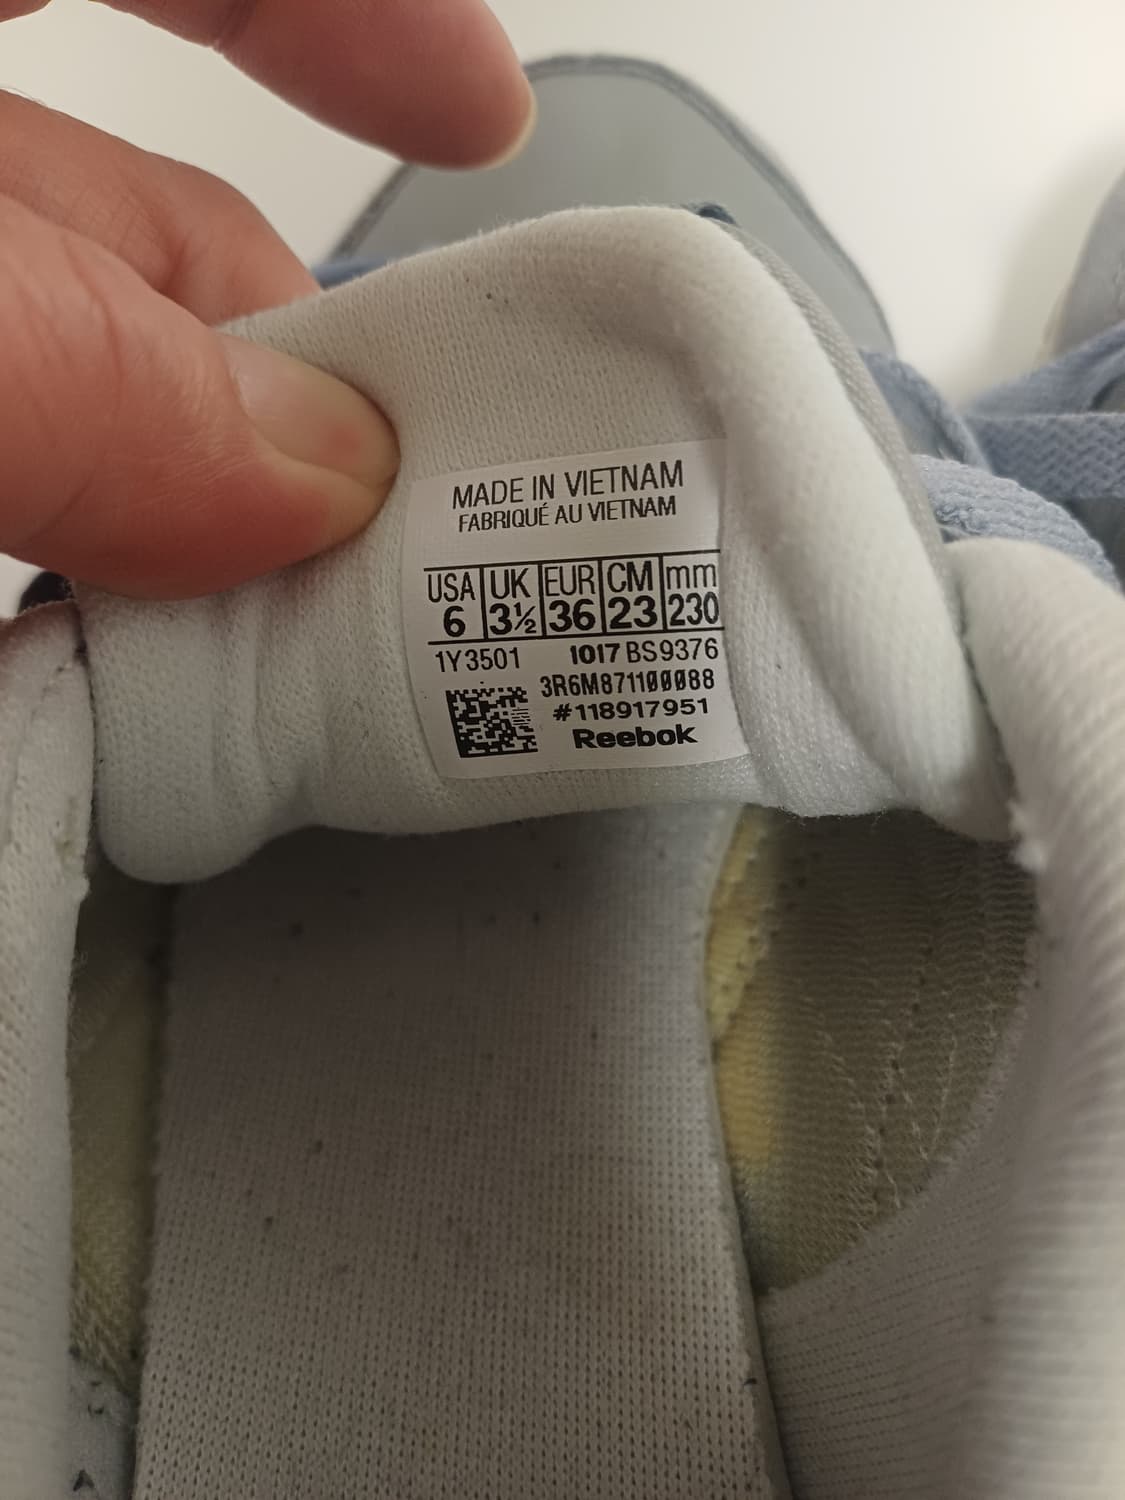 MADE IN VIETNAM
FABRIQUÉ AU VIETNAM
USA UK EUR CM mm
6 3½ 36 23 230
1Y3501 1017 BS9376
3R6M871100088
#118917951
Reebok